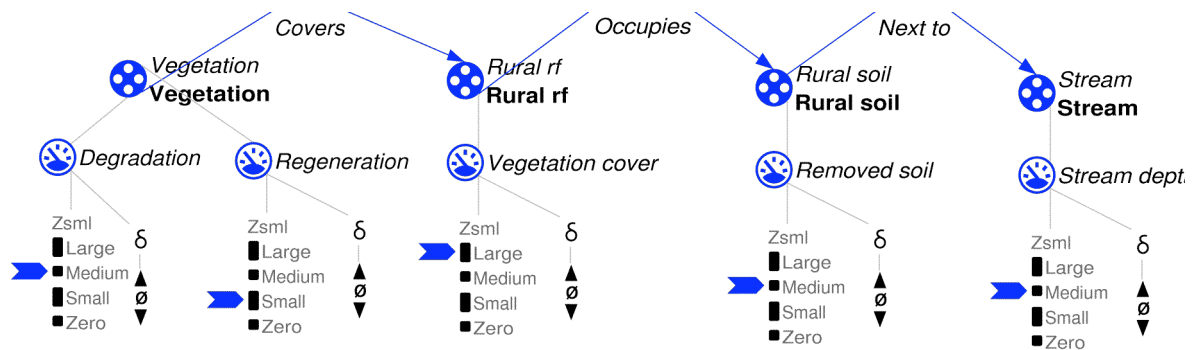 Covers
Occupies
Next to
Vegetation
Vegetation
Rural rf
Rural rf
Rural soil
Rural soil
Stream
Stream
Degradation
Regeneration
Vegetation cover
Removed soil
Stream dept
Zsml
δ
Large
Medium
Small
Zero
ø
Zsml
δ
Large
Medium
Small
Zero
ø
Zsml
δ
Large
Medium
Small
Zero
ø
Zsml
δ
Large
Medium
Small
Zero
ø
Zsml
δ
Large
Medium
Small
Zero
ø